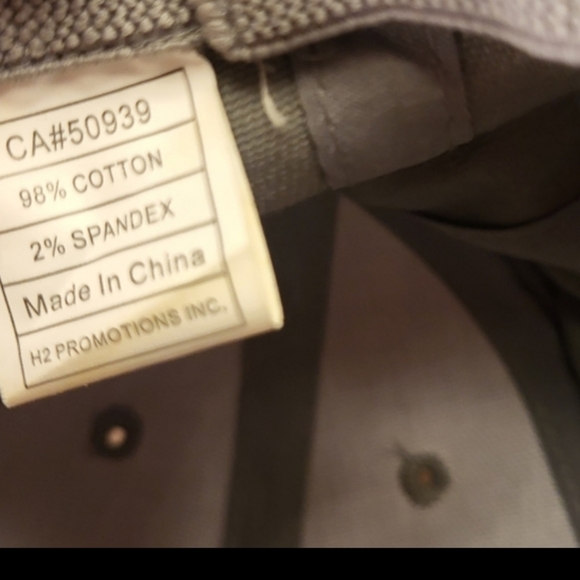 CA#50939
98% COTTON
2% SPANDEX
Made In China
H2 PROMOTIONS INC.